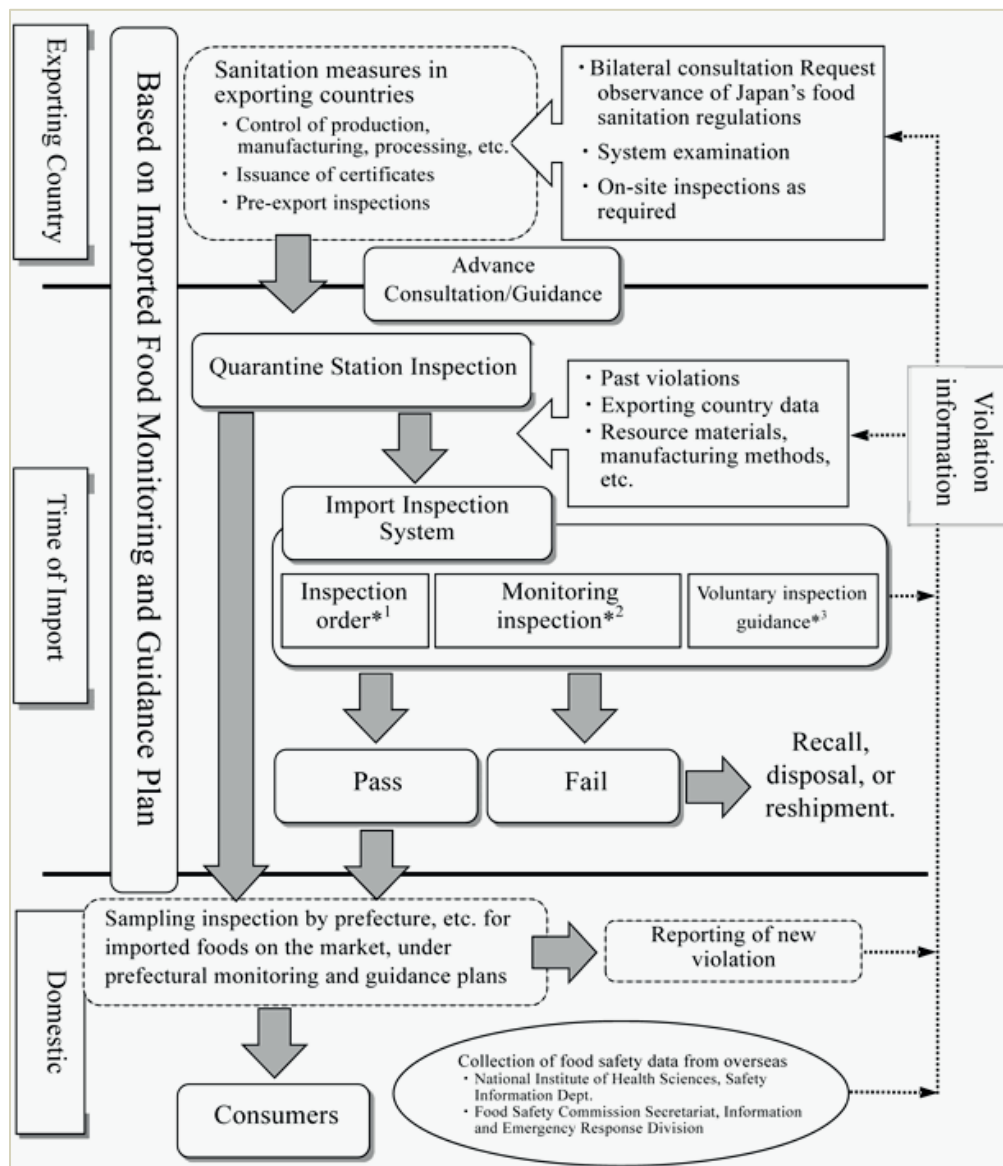 Exporting Country
Based on Imported Food Monitoring and Guidance Plan
Sanitation measures in
exporting countries
・Control of production,
manufacturing, processing, etc.
・Issuance of certificates
・Pre-export inspections
・Bilateral consultation Request
observance of Japan's food
sanitation regulations
・System examination
・On-site inspections as
required
Advance
Consultation/Guidance
Time of Import
Quarantine Station Inspection
・Past violations
・Exporting country data
・Resource materials,
manufacturing methods,
etc.
Violation
information
Import Inspection
System
Inspection
order*1
Monitoring
inspection*2
Voluntary inspection
guidance*3
Pass
Fail
Recall,
disposal, or
reshipment.
Domestic
Sampling inspection by prefecture, etc. for
imported foods on the market, under
prefectural monitoring and guidance plans
Reporting of new
violation
Consumers
Collection of food safety data from overseas
・National Institute of Health Sciences, Safety
Information Dept.
・Food Safety Commission Secretariat, Information
and Emergency Response Division